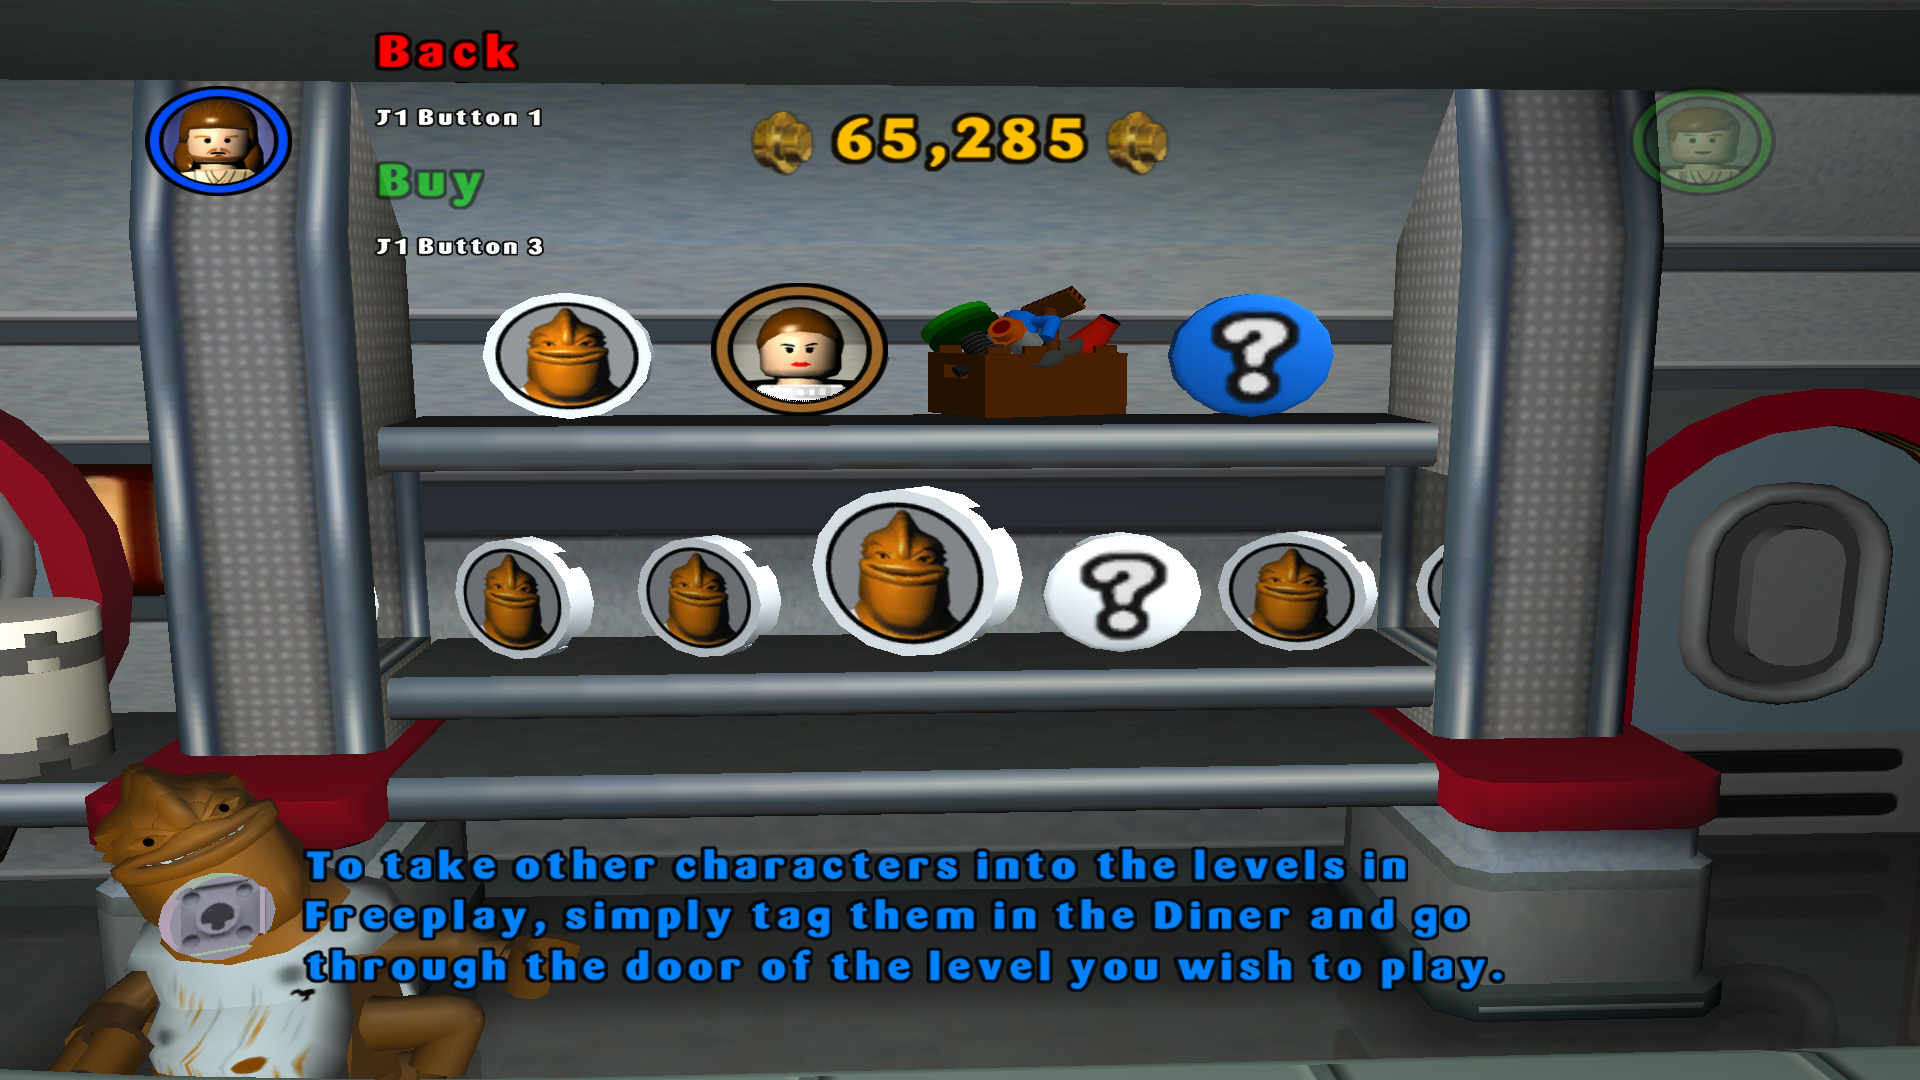 Back
J1 Button 1
65,285
Buy
J1 Button 3
?
?
To take other characters into the levels in
Freeplay, simply tag them in the Diner and go
through the door of the level you wish to play.